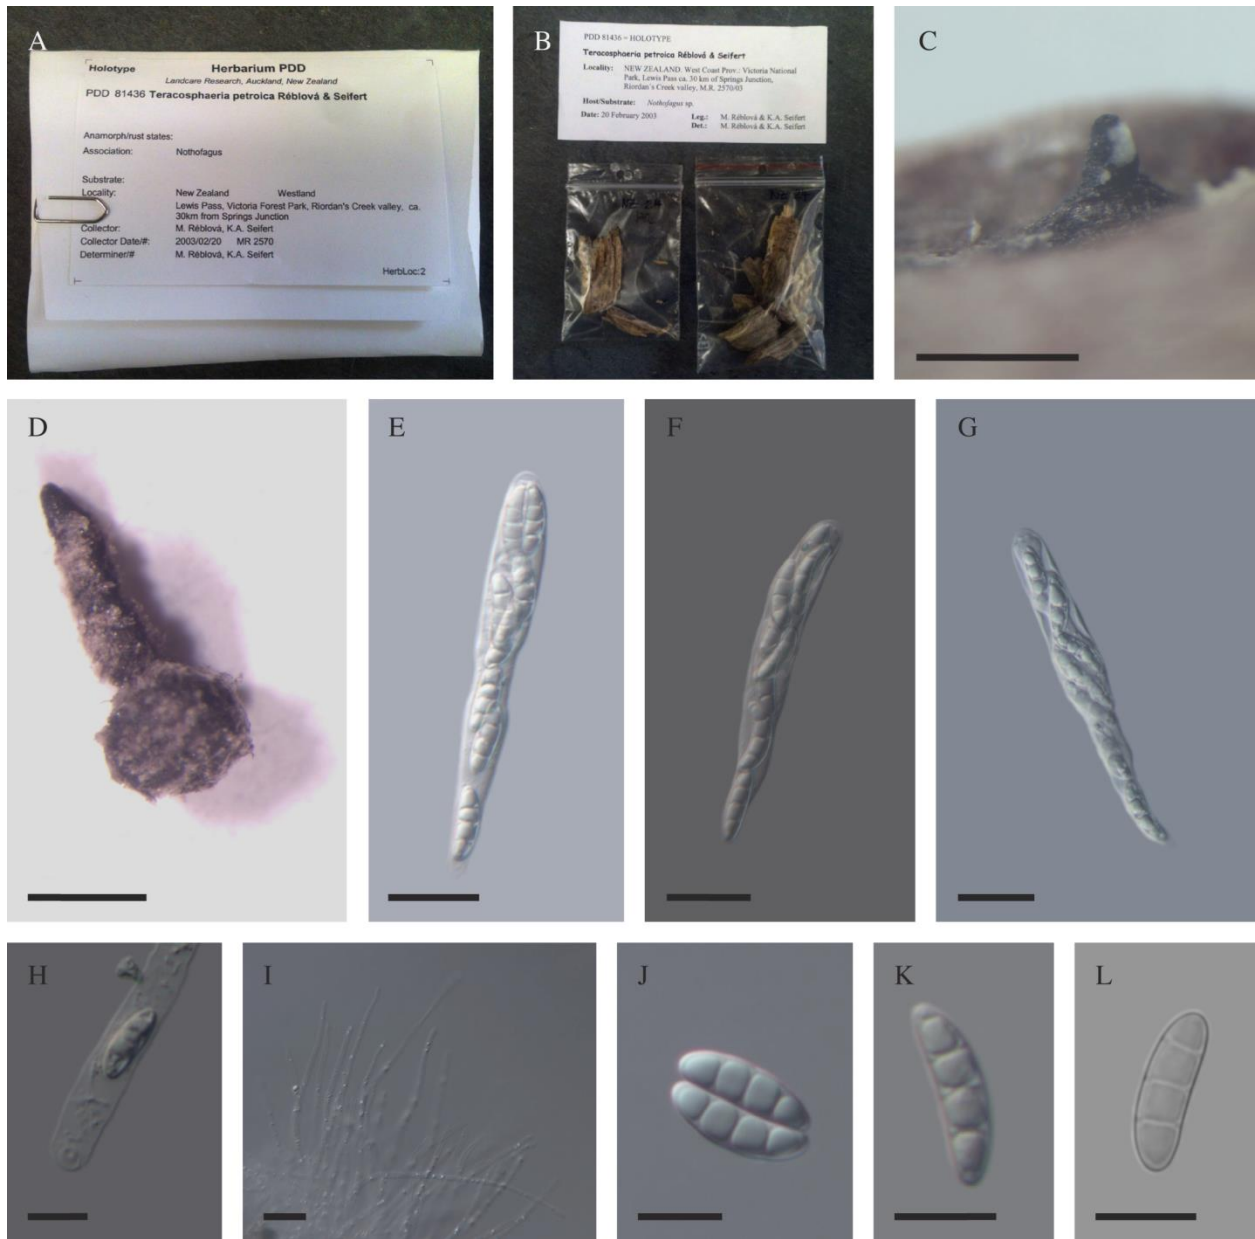 A
Holotype Herbarium PDD
Landcare Research, Auckland, New Zealand
PDD 81436 Teracosphaeria petroica Réblová & Seifert
Anamorph/rust states:
Association: Nothofagus
Substrate:
Locality: New Zealand Westland
Lewis Pass, Victoria Forest Park, Riordan's Creek valley, ca.
30km from Springs Junction
Collector: M. Réblová, K.A. Seifert
Collector Date/#: 2003/02/20 MR 2570
Determiner/# M. Réblová, K.A. Seifert
HerbLoc:2
B
PDD 81436 = HOLOTYPE
Teracosphaeria petroica Réblová & Seifert
Locality: NEW ZEALAND: West Coast Prov.: Victoria National
Park, Lewis Pass ca. 30 km of Springs Junction,
Riordan's Creek valley, M.R. 2570/03
Host/Substrate: Nothofagus sp.
Date: 20 February 2003 Leg.: M. Réblová & K.A. Seifert
Det.: M. Réblová & K.A. Seifert
C
D
E
F
G
H
I
J
K
L